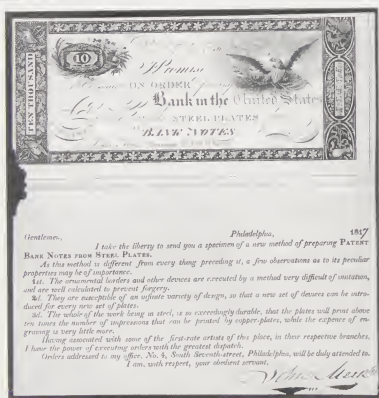 TEN THOUSAND
10
I Promise
ON ORDER
Bank in the United States
STEEL PLATES
BANK NOTES
Philadelphia, 1817
Gentlemen,
I take the liberty to send you a specimen of a new method of preparing PATENT
BANK NOTES FROM STEEL PLATES.
As this method is different from every thing preceding it, a few observations as to its peculiar
properties may be of importance.
1st. The ornamental borders and other devices are executed by a method very difficult of imitation,
and are well calculated to prevent forgery.
2d. They are susceptible of an infinite variety of design, so that a new set of devices can be intro-
duced for every new set of plates.
3d. The whole of the work being in steel, is so exceedingly durable, that the plates will print above
ten times the number of impressions that can be printed by copper-plates, while the expence of en-
graving is very little more.
Having associated with some of the first-rate artists of this place, in their respective branches,
I have the power of executing orders with the greatest dispatch.
Orders addressed to my office, No. 4, South Seventh-street, Philadelphia, will be duly attended to.
I am, with respect, your obedient servant,